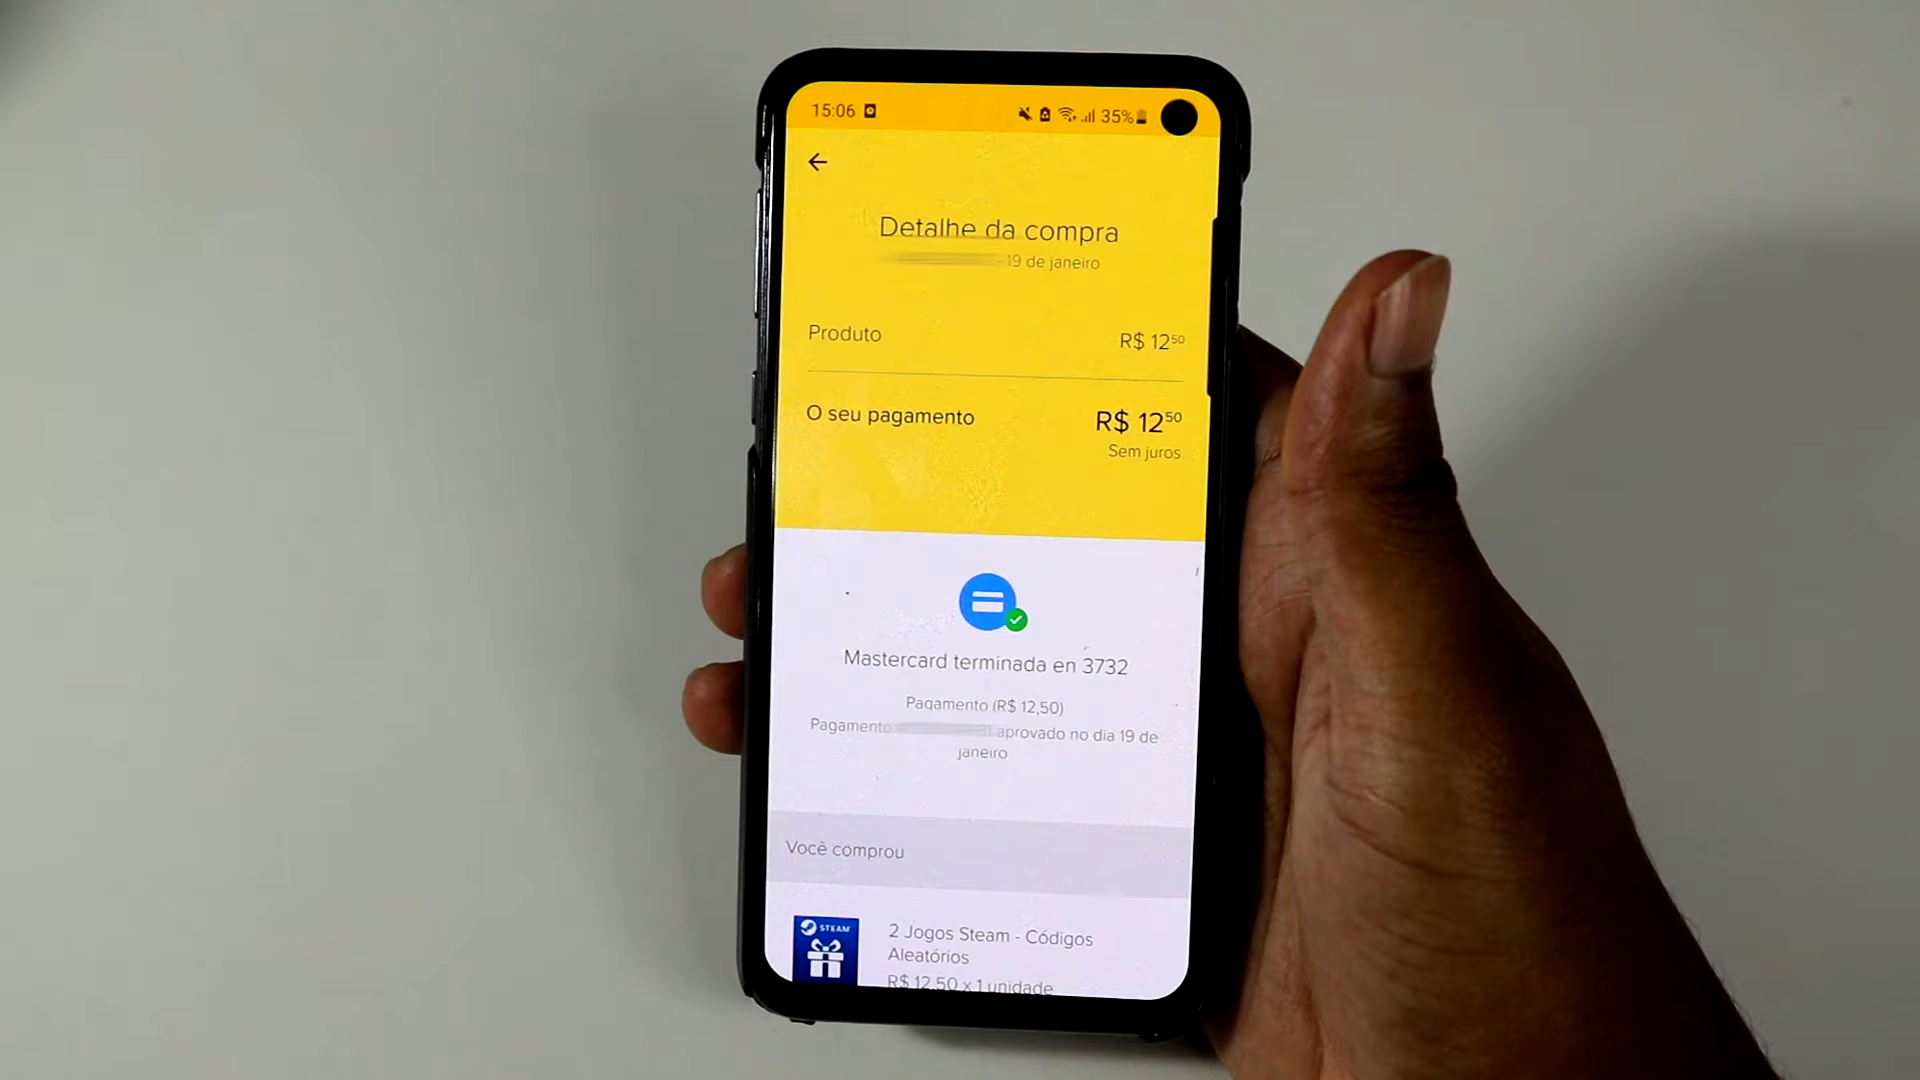 15:06 35%
Detalhe da compra
- 19 de janeiro
Produto R$ 12⁵⁰
O seu pagamento R$ 12⁵⁰
Sem juros
Mastercard terminada en 3732
Pagamento (R$ 12,50)
Pagamento aprovado no dia 19 de
janeiro
Você comprou
STEAM
2 Jogos Steam - Códigos
Aleatórios
R$ 12,50 x 1 unidade